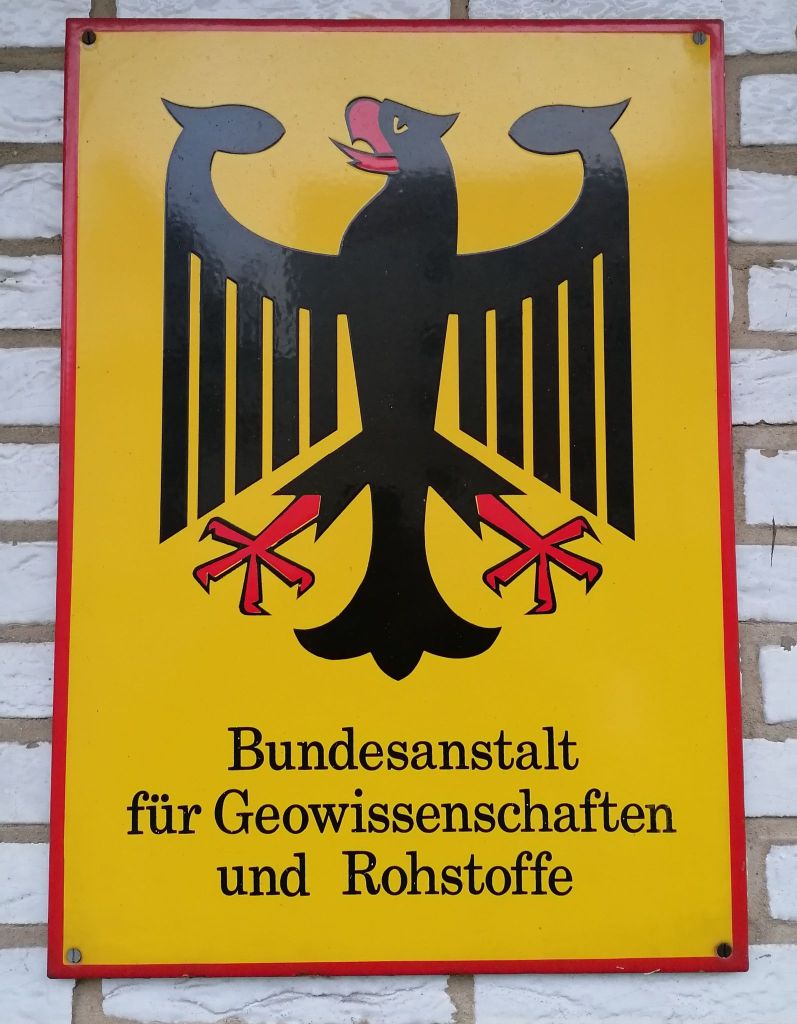 Bundesanstalt
für Geowissenschaften
und Rohstoffe